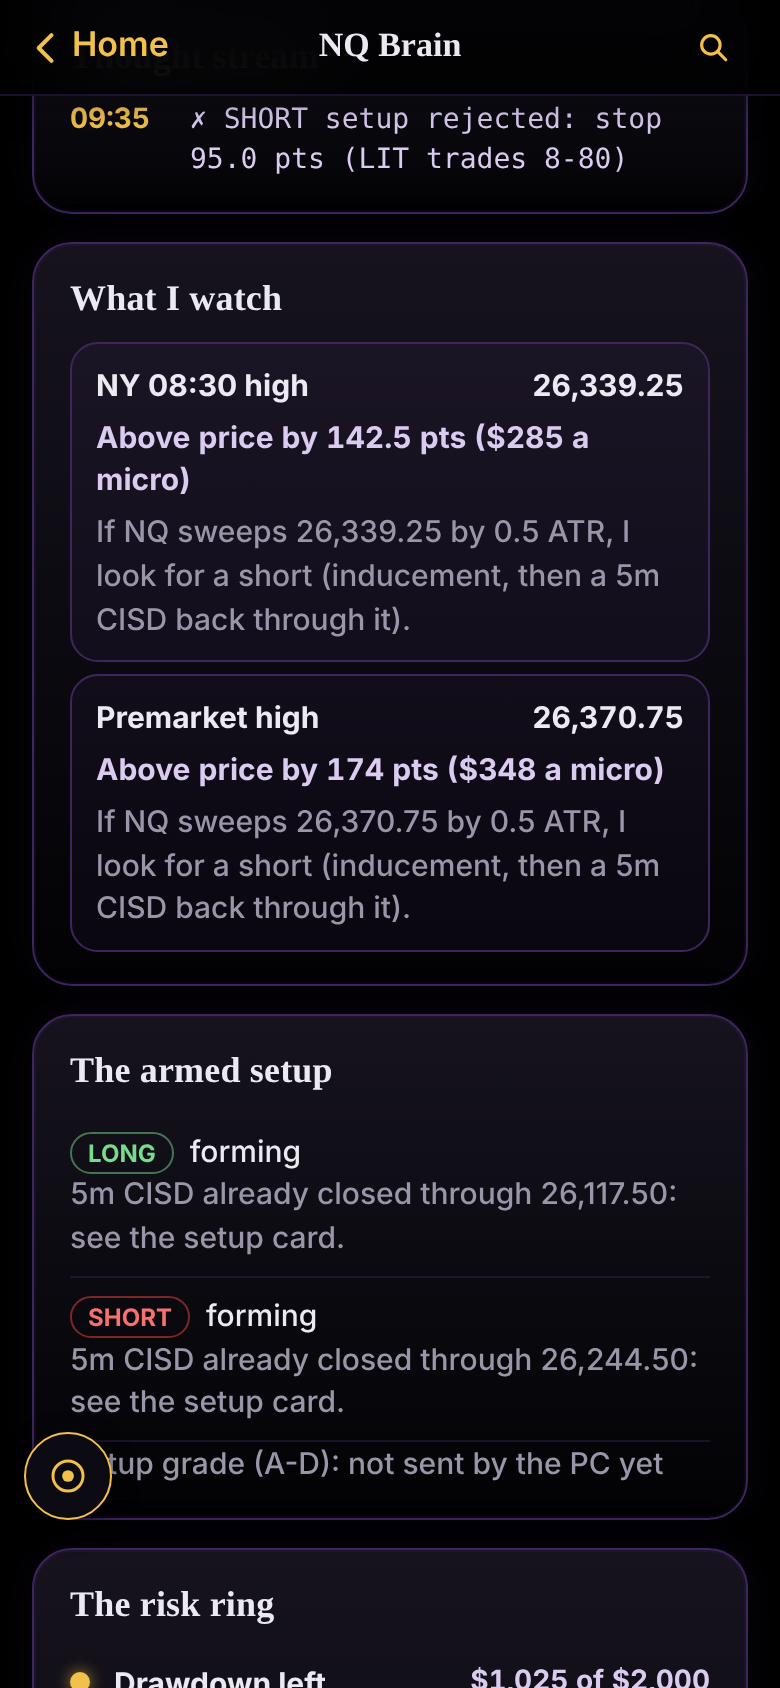 Home
NQ Brain
Thought stream
09:35
✗ SHORT setup rejected: stop
95.0 pts (LIT trades 8-80)
What I watch
NY 08:30 high
26,339.25
Above price by 142.5 pts ($285 a
micro)
If NQ sweeps 26,339.25 by 0.5 ATR, I
look for a short (inducement, then a 5m
CISD back through it).
Premarket high
26,370.75
Above price by 174 pts ($348 a micro)
If NQ sweeps 26,370.75 by 0.5 ATR, I
look for a short (inducement, then a 5m
CISD back through it).
The armed setup
LONG
forming
5m CISD already closed through 26,117.50:
see the setup card.
SHORT
forming
5m CISD already closed through 26,244.50:
see the setup card.
tup grade (A-D): not sent by the PC yet
The risk ring
Drawdown left
$1,025 of $2,000